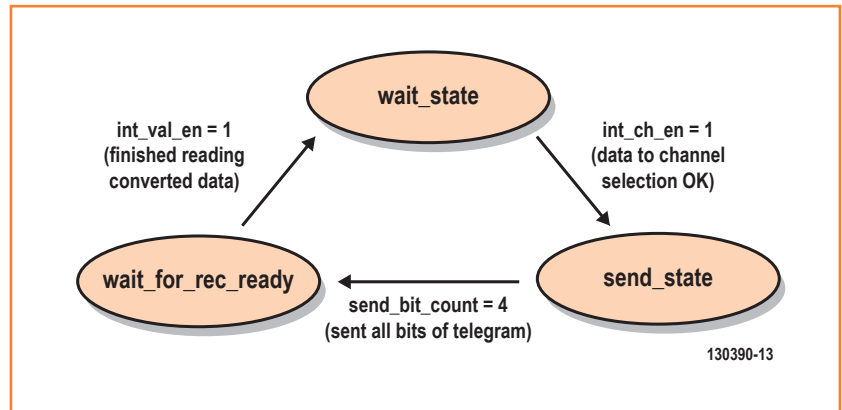 wait_state
int_val_en = 1
(finished reading
converted data)
int_ch_en = 1
(data to channel
selection OK)
wait_for_rec_ready
send_state
send_bit_count = 4
(sent all bits of telegram)
130390-13